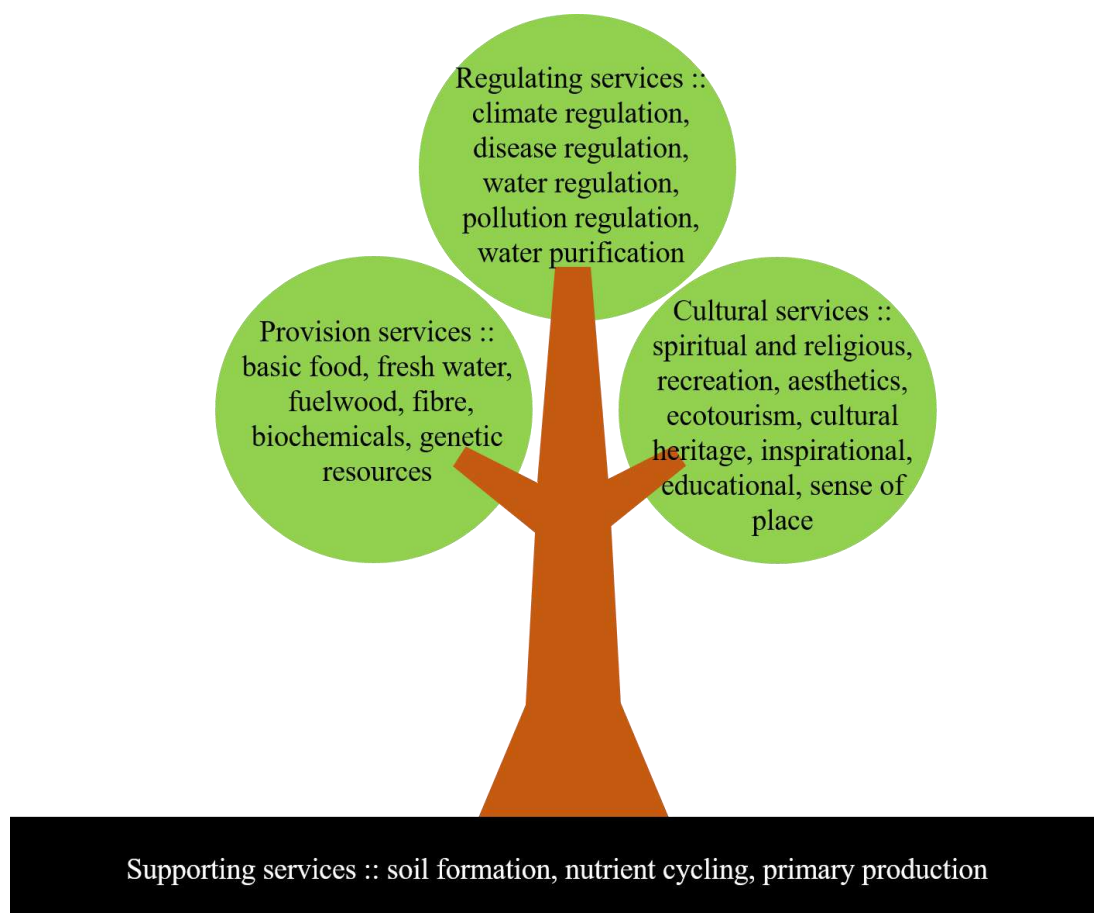 Regulating services ::
climate regulation,
disease regulation,
water regulation,
pollution regulation,
water purification
Provision services ::
basic food, fresh water,
fuelwood, fibre,
biochemicals, genetic
resources
Cultural services ::
spiritual and religious,
recreation, aesthetics,
ecotourism, cultural
heritage, inspirational,
educational, sense of
place
Supporting services :: soil formation, nutrient cycling, primary production